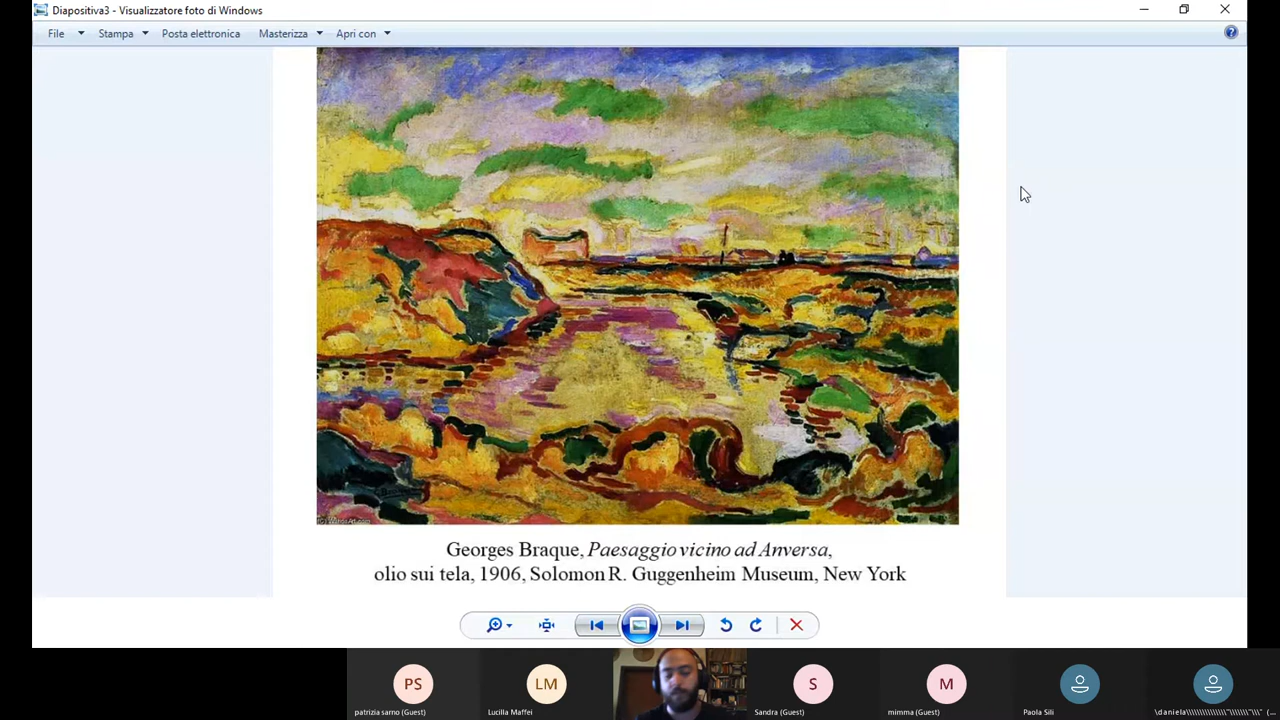 Diapositiva3 - Visualizzatore foto di Windows
File Stampa Posta elettronica Masterizza Apri con
Georges Braque, Paesaggio vicino ad Anversa,
olio sui tela, 1906, Solomon R. Guggenheim Museum, New York
PS LM S M
patrizia sarno (Guest) Lucilla Maffei Sandra (Guest) mimma (Guest) Paola Sili